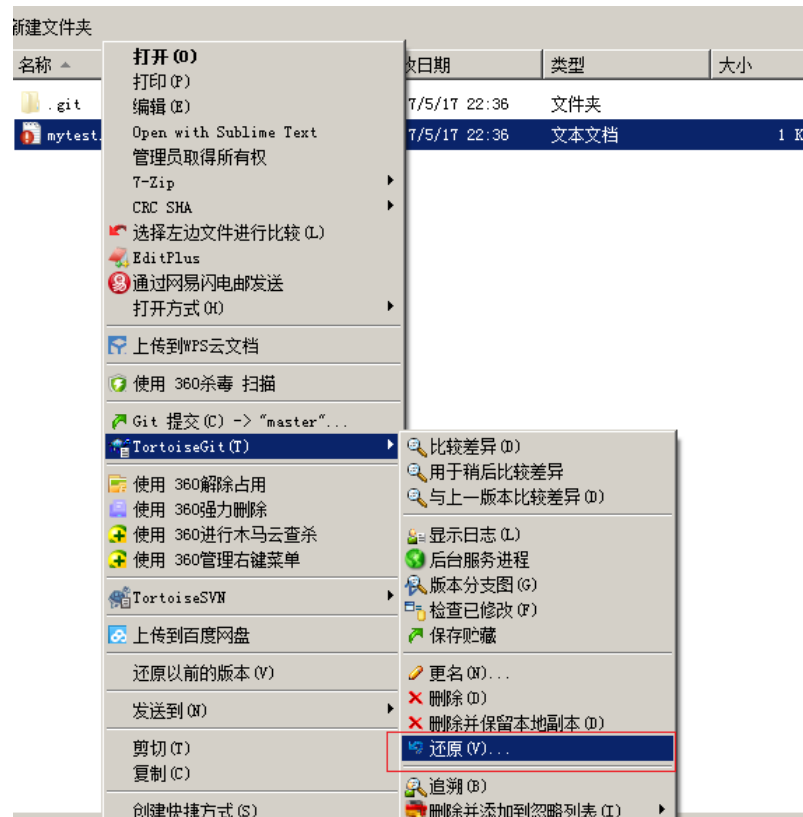 新建文件夹
名称
改日期
类型
大小
.git
7/5/17 22:36
文件夹
mytest.
7/5/17 22:36
文本文档
1 K
打开(O)
打印(P)
编辑(E)
Open with Sublime Text
管理员取得所有权
7-Zip
CRC SHA
选择左边文件进行比较(L)
EditPlus
通过网易闪电邮发送
打开方式(H)
上传到WPS云文档
使用 360杀毒 扫描
Git 提交(C) -> "master"...
TortoiseGit(T)
使用 360解除占用
使用 360强力删除
使用 360进行木马云查杀
使用 360管理右键菜单
TortoiseSVN
上传到百度网盘
还原以前的版本(V)
发送到(N)
剪切(T)
复制(C)
创建快捷方式(S)
比较差异(D)
用于稍后比较差异
与上一版本比较差异(D)
显示日志(L)
后台服务进程
版本分支图(G)
检查已修改(F)
保存贮藏
更名(N)...
删除(D)
删除并保留本地副本(D)
还原(V)...
追溯(B)
删除并添加到忽略列表(I)